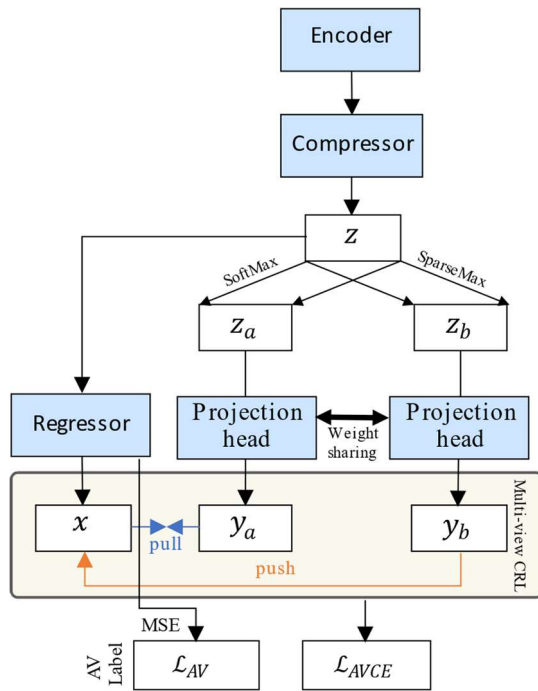 Encoder
Compressor
z
SoftMax
SparseMax
z_a
z_b
Regressor
Projection
head
Weight
sharing
Projection
head
x
pull
y_a
y_b
push
Multi-view CRL
MSE
AV
Label
ℒ_AV
ℒ_AVCE